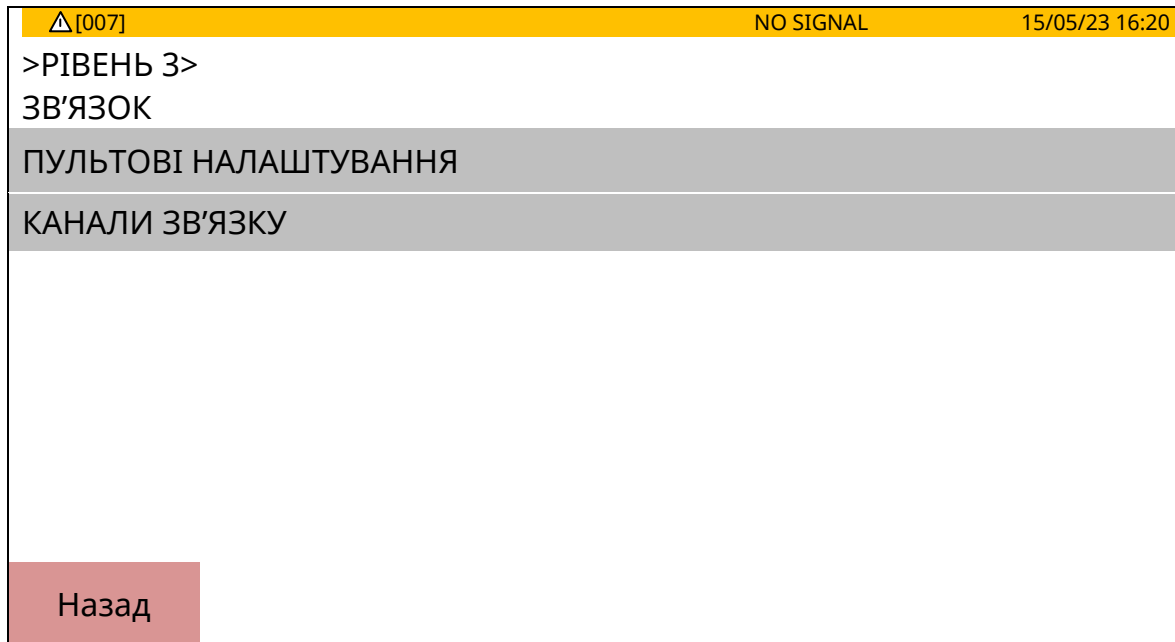 ⚠[007] NO SIGNAL 15/05/23 16:20
>РІВЕНЬ 3>
ЗВ’ЯЗОК
ПУЛЬТОВІ НАЛАШТУВАННЯ
КАНАЛИ ЗВ’ЯЗКУ
Назад